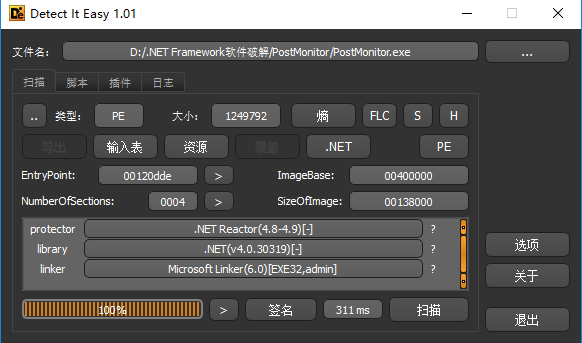 Detect It Easy 1.01
文件名: D:/.NET Framework软件破解/PostMonitor/PostMonitor.exe ...
扫描 脚本 插件 日志
.. 类型: PE 大小: 1249792 熵 FLC S H
导出 输入表 资源 覆盖 .NET PE
EntryPoint: 00120dde > ImageBase: 00400000
NumberOfSections: 0004 > SizeOfImage: 00138000
protector .NET Reactor(4.8-4.9)[-] ?
library .NET(v4.0.30319)[-] ?
linker Microsoft Linker(6.0)[EXE32,admin] ?
选项
关于
100% > 签名 311 ms 扫描
退出